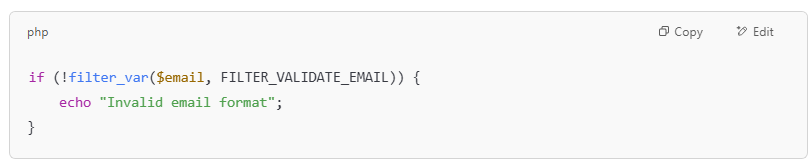 php
Copy
Edit
if (!filter_var($email, FILTER_VALIDATE_EMAIL)) {
    echo "Invalid email format";
}